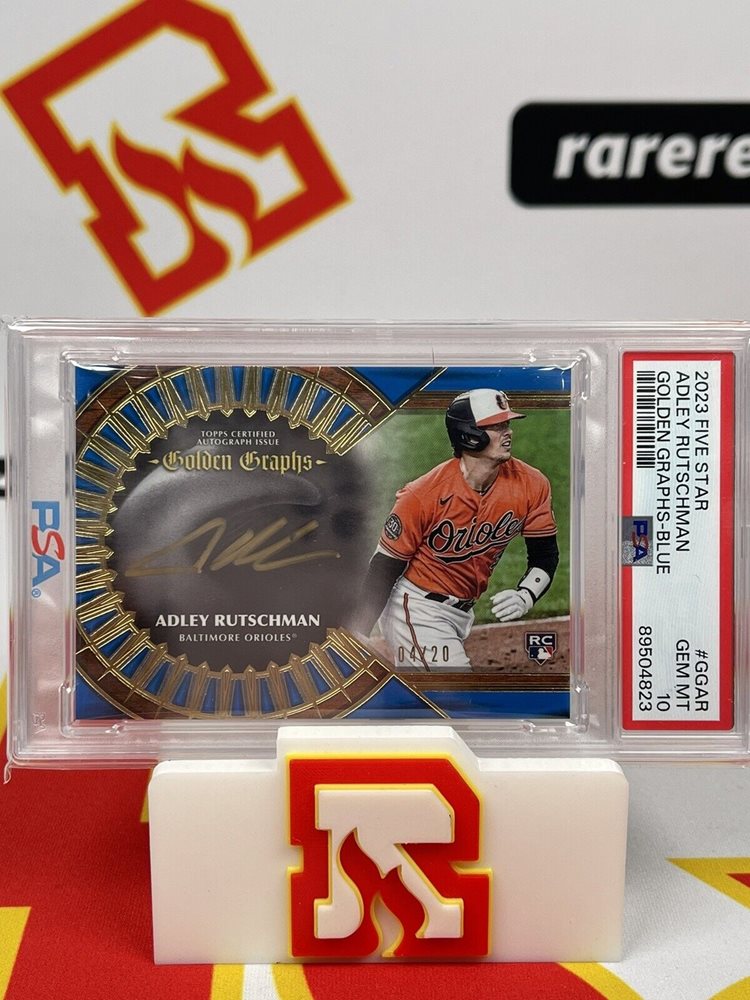 rarere
TOPPS CERTIFIED
AUTOGRAPH ISSUE
Golden Graphs
ADLEY RUTSCHMAN
BALTIMORE ORIOLES®
Orioles
04/20
RC
PSA®
2023 FIVE STAR
ADLEY RUTSCHMAN
GOLDEN GRAPHS-BLUE
#GGAR
GEM MT
10
89504823
PSA
R
R